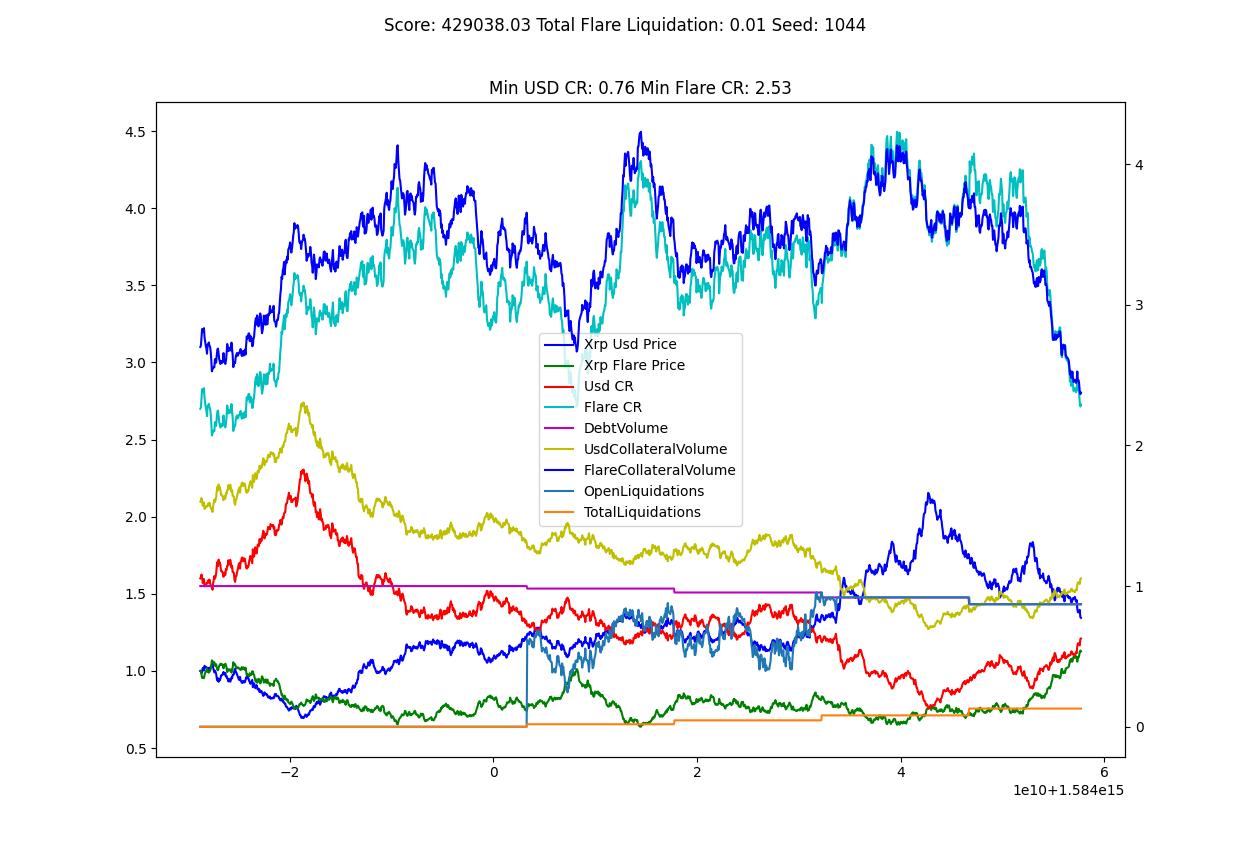 Score: 429038.03 Total Flare Liquidation: 0.01 Seed: 1044
Min USD CR: 0.76 Min Flare CR: 2.53
4.5
4.0
3.5
3.0
2.5
2.0
1.5
1.0
0.5
4
3
2
1
0
Xrp Usd Price
Xrp Flare Price
Usd CR
Flare CR
DebtVolume
UsdCollateralVolume
FlareCollateralVolume
OpenLiquidations
TotalLiquidations
−2 0 2 4 6
1e10+1.584e15